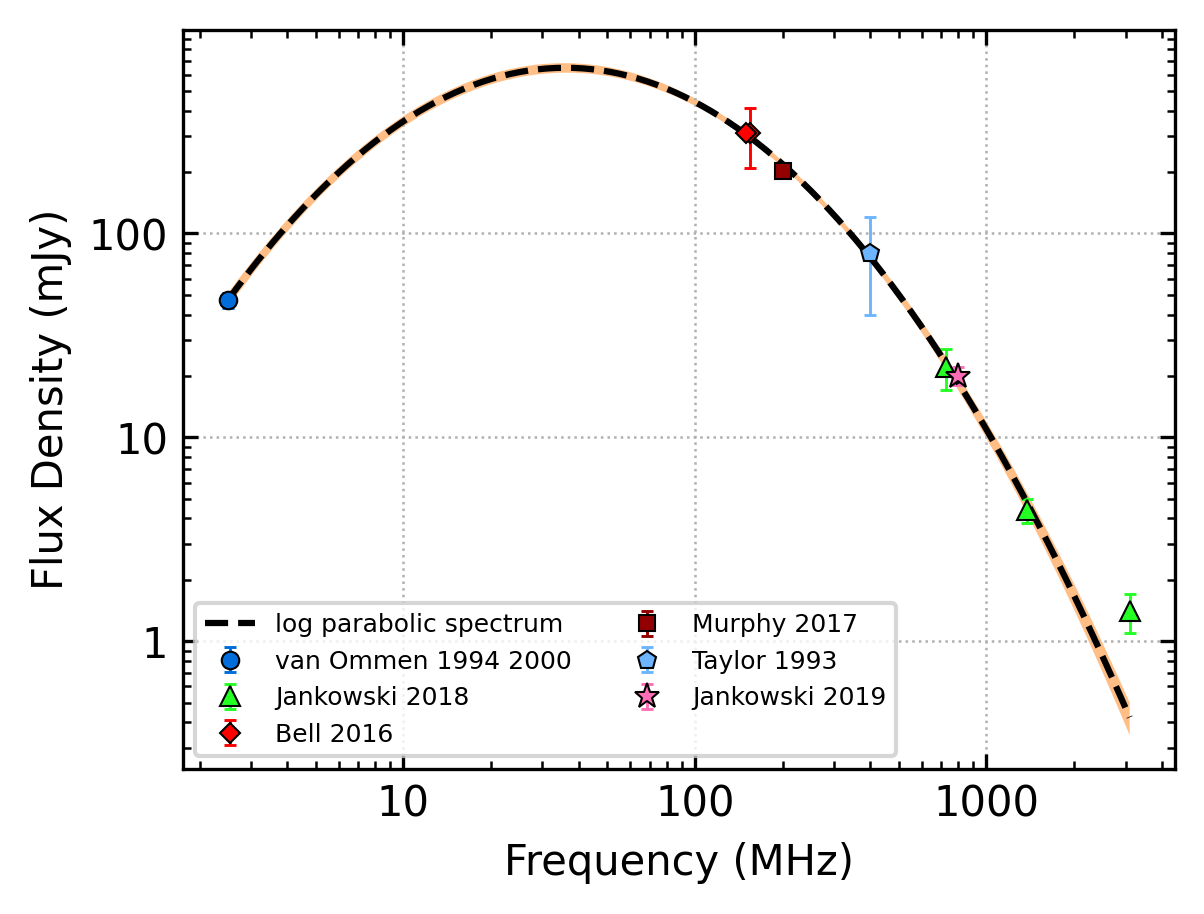 Flux Density (mJy)
100
10
1
log parabolic spectrum
van Ommen 1994 2000
Jankowski 2018
Bell 2016
Murphy 2017
Taylor 1993
Jankowski 2019
10
100
1000
Frequency (MHz)